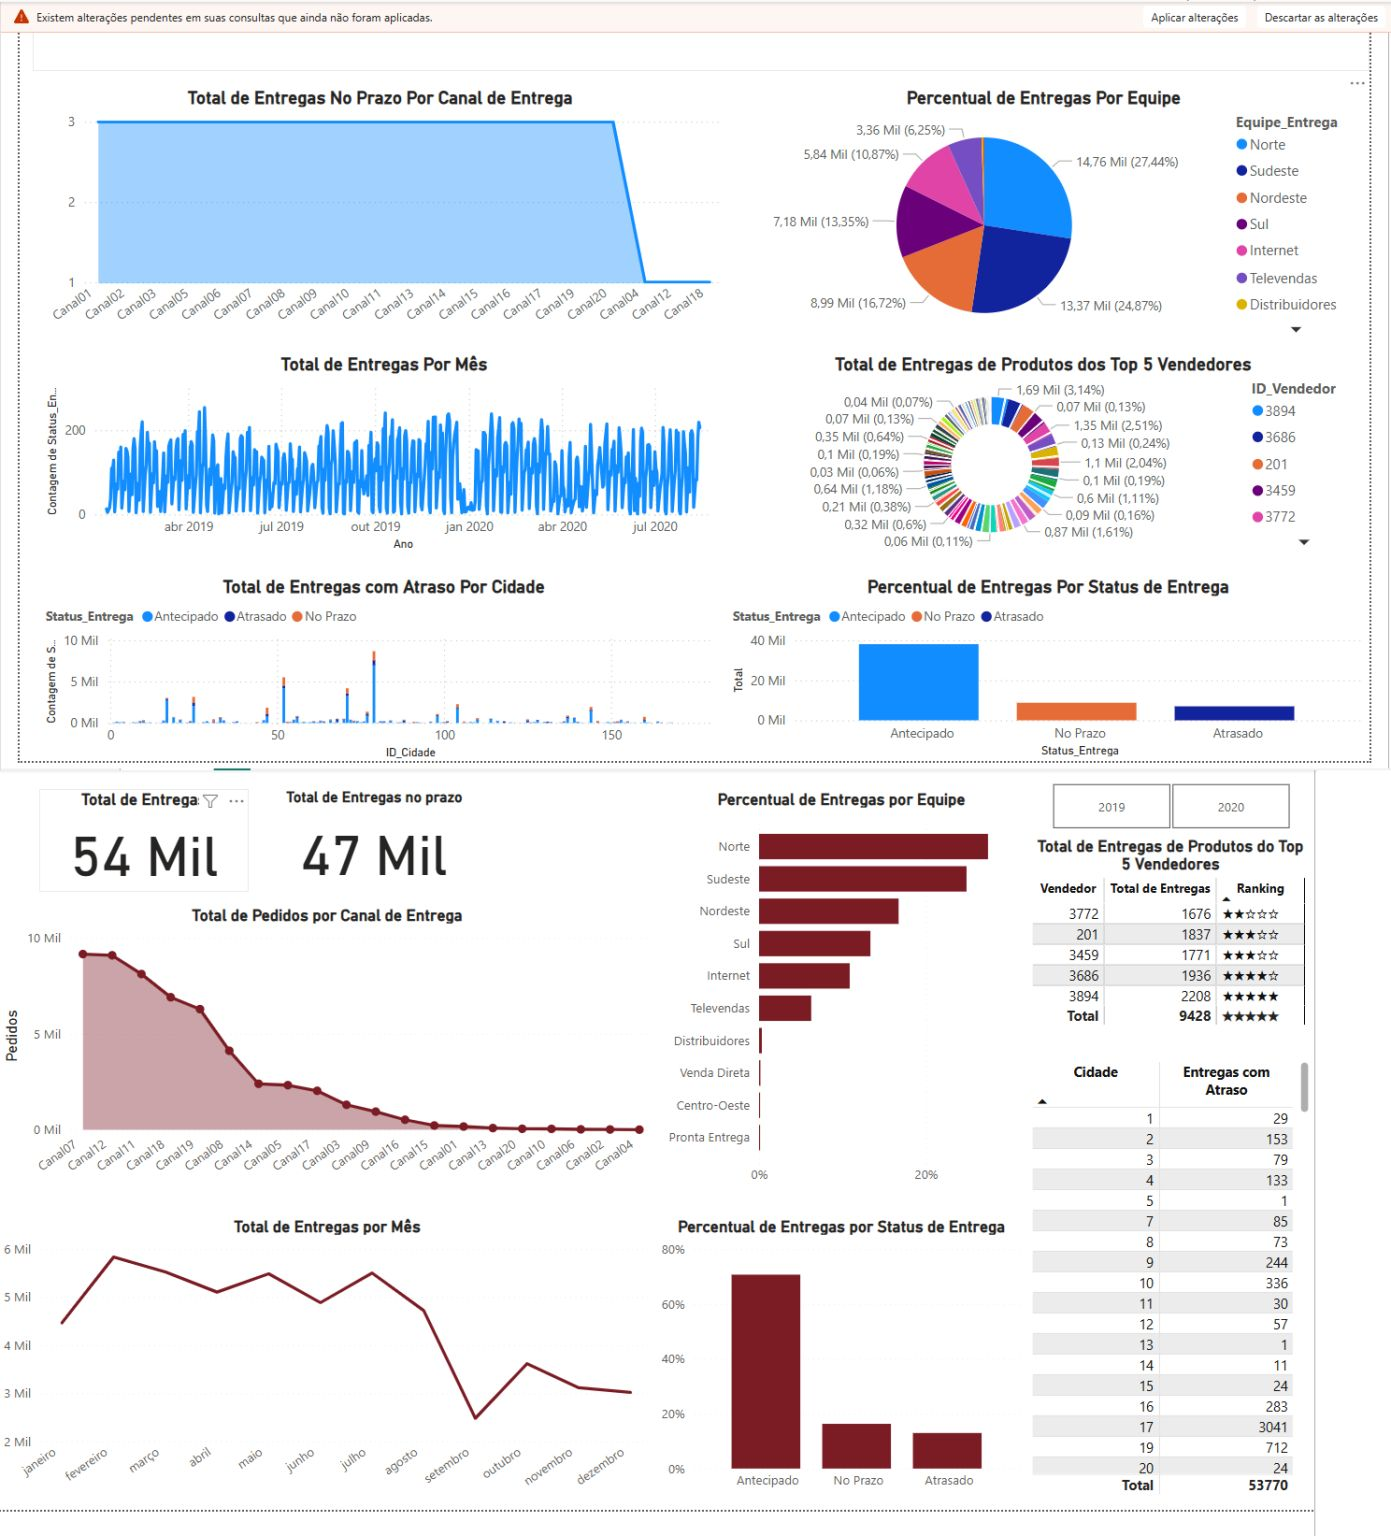 Existem alterações pendentes em suas consultas que ainda não foram aplicadas.
Aplicar alterações
Descartar as alterações
Total de Entregas No Prazo Por Canal de Entrega
3
2
1
Canal01
Canal02
Canal03
Canal05
Canal06
Canal07
Canal08
Canal09
Canal10
Canal11
Canal13
Canal14
Canal15
Canal16
Canal17
Canal19
Canal20
Canal04
Canal12
Canal18
Percentual de Entregas Por Equipe
3,36 Mil (6,25%)
5,84 Mil (10,87%)
7,18 Mil (13,35%)
8,99 Mil (16,72%)
14,76 Mil (27,44%)
13,37 Mil (24,87%)
Equipe_Entrega
Norte
Sudeste
Nordeste
Sul
Internet
Televendas
Distribuidores
Total de Entregas Por Mês
Contagem de Status_En...
200
0
abr 2019
jul 2019
out 2019
jan 2020
abr 2020
jul 2020
Ano
Total de Entregas de Produtos dos Top 5 Vendedores
0,04 Mil (0,07%)
0,07 Mil (0,13%)
0,35 Mil (0,64%)
0,1 Mil (0,19%)
0,03 Mil (0,06%)
0,64 Mil (1,18%)
0,21 Mil (0,38%)
0,32 Mil (0,6%)
0,06 Mil (0,11%)
1,69 Mil (3,14%)
0,07 Mil (0,13%)
1,35 Mil (2,51%)
0,13 Mil (0,24%)
1,1 Mil (2,04%)
0,1 Mil (0,19%)
0,6 Mil (1,11%)
0,09 Mil (0,16%)
0,87 Mil (1,61%)
ID_Vendedor
3894
3686
201
3459
3772
Total de Entregas com Atraso Por Cidade
Status_Entrega Antecipado Atrasado No Prazo
Contagem de S...
10 Mil
5 Mil
0 Mil
0
50
100
150
ID_Cidade
Percentual de Entregas Por Status de Entrega
Status_Entrega Antecipado No Prazo Atrasado
Total
40 Mil
20 Mil
0 Mil
Antecipado
No Prazo
Atrasado
Status_Entrega
Total de Entrega
54 Mil
Total de Entregas no prazo
47 Mil
Total de Pedidos por Canal de Entrega
Pedidos
10 Mil
5 Mil
0 Mil
Canal07
Canal12
Canal11
Canal18
Canal19
Canal08
Canal14
Canal05
Canal17
Canal03
Canal09
Canal16
Canal15
Canal01
Canal13
Canal20
Canal10
Canal06
Canal02
Canal04
Percentual de Entregas por Equipe
Norte
Sudeste
Nordeste
Sul
Internet
Televendas
Distribuidores
Venda Direta
Centro-Oeste
Pronta Entrega
0%
20%
2019
2020
Total de Entregas de Produtos do Top
5 Vendedores
Vendedor Total de Entregas Ranking
3772 1676 ★★☆☆☆
201 1837 ★★★☆☆
3459 1771 ★★★☆☆
3686 1936 ★★★★☆
3894 2208 ★★★★★
Total 9428 ★★★★★
Cidade Entregas com
Atraso
1 29
2 153
3 79
4 133
5 1
7 85
8 73
9 244
10 336
11 30
12 57
13 1
14 11
15 24
16 283
17 3041
19 712
20 24
Total 53770
Total de Entregas por Mês
6 Mil
5 Mil
4 Mil
3 Mil
2 Mil
janeiro
fevereiro
março
abril
maio
junho
julho
agosto
setembro
outubro
novembro
dezembro
Percentual de Entregas por Status de Entrega
80%
60%
40%
20%
0%
Antecipado
No Prazo
Atrasado